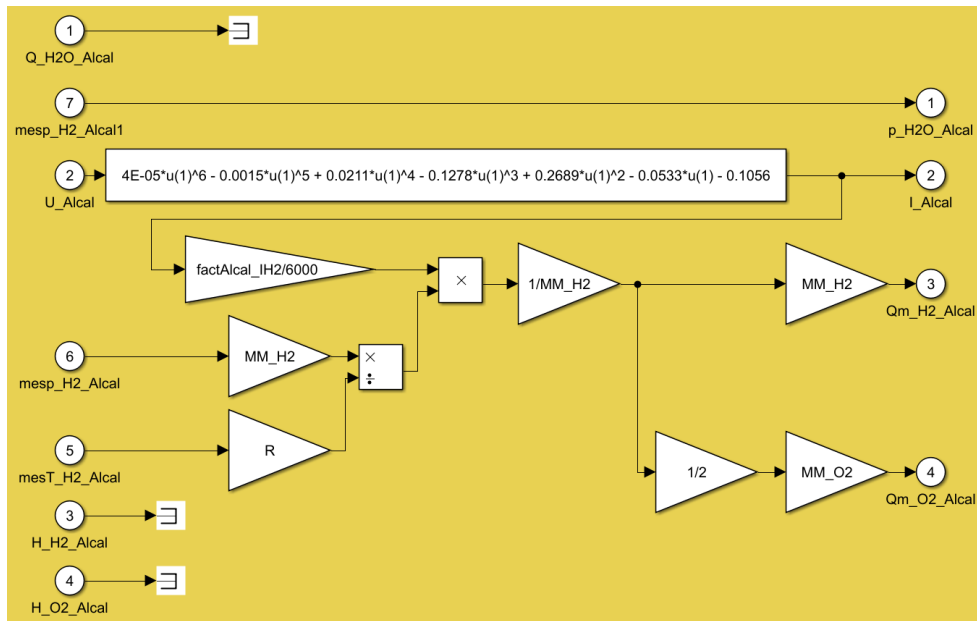 1
Q_H2O_Alcal
7
mesp_H2_Alcal1
1
p_H2O_Alcal
2
U_Alcal
4E-05*u(1)^6 - 0.0015*u(1)^5 + 0.0211*u(1)^4 - 0.1278*u(1)^3 + 0.2689*u(1)^2 - 0.0533*u(1) - 0.1056
2
I_Alcal
factAlcal_IH2/6000
×
1/MM_H2
MM_H2
3
Qm_H2_Alcal
6
mesp_H2_Alcal
MM_H2
×
÷
5
mesT_H2_Alcal
R
1/2
MM_O2
4
Qm_O2_Alcal
3
H_H2_Alcal
4
H_O2_Alcal